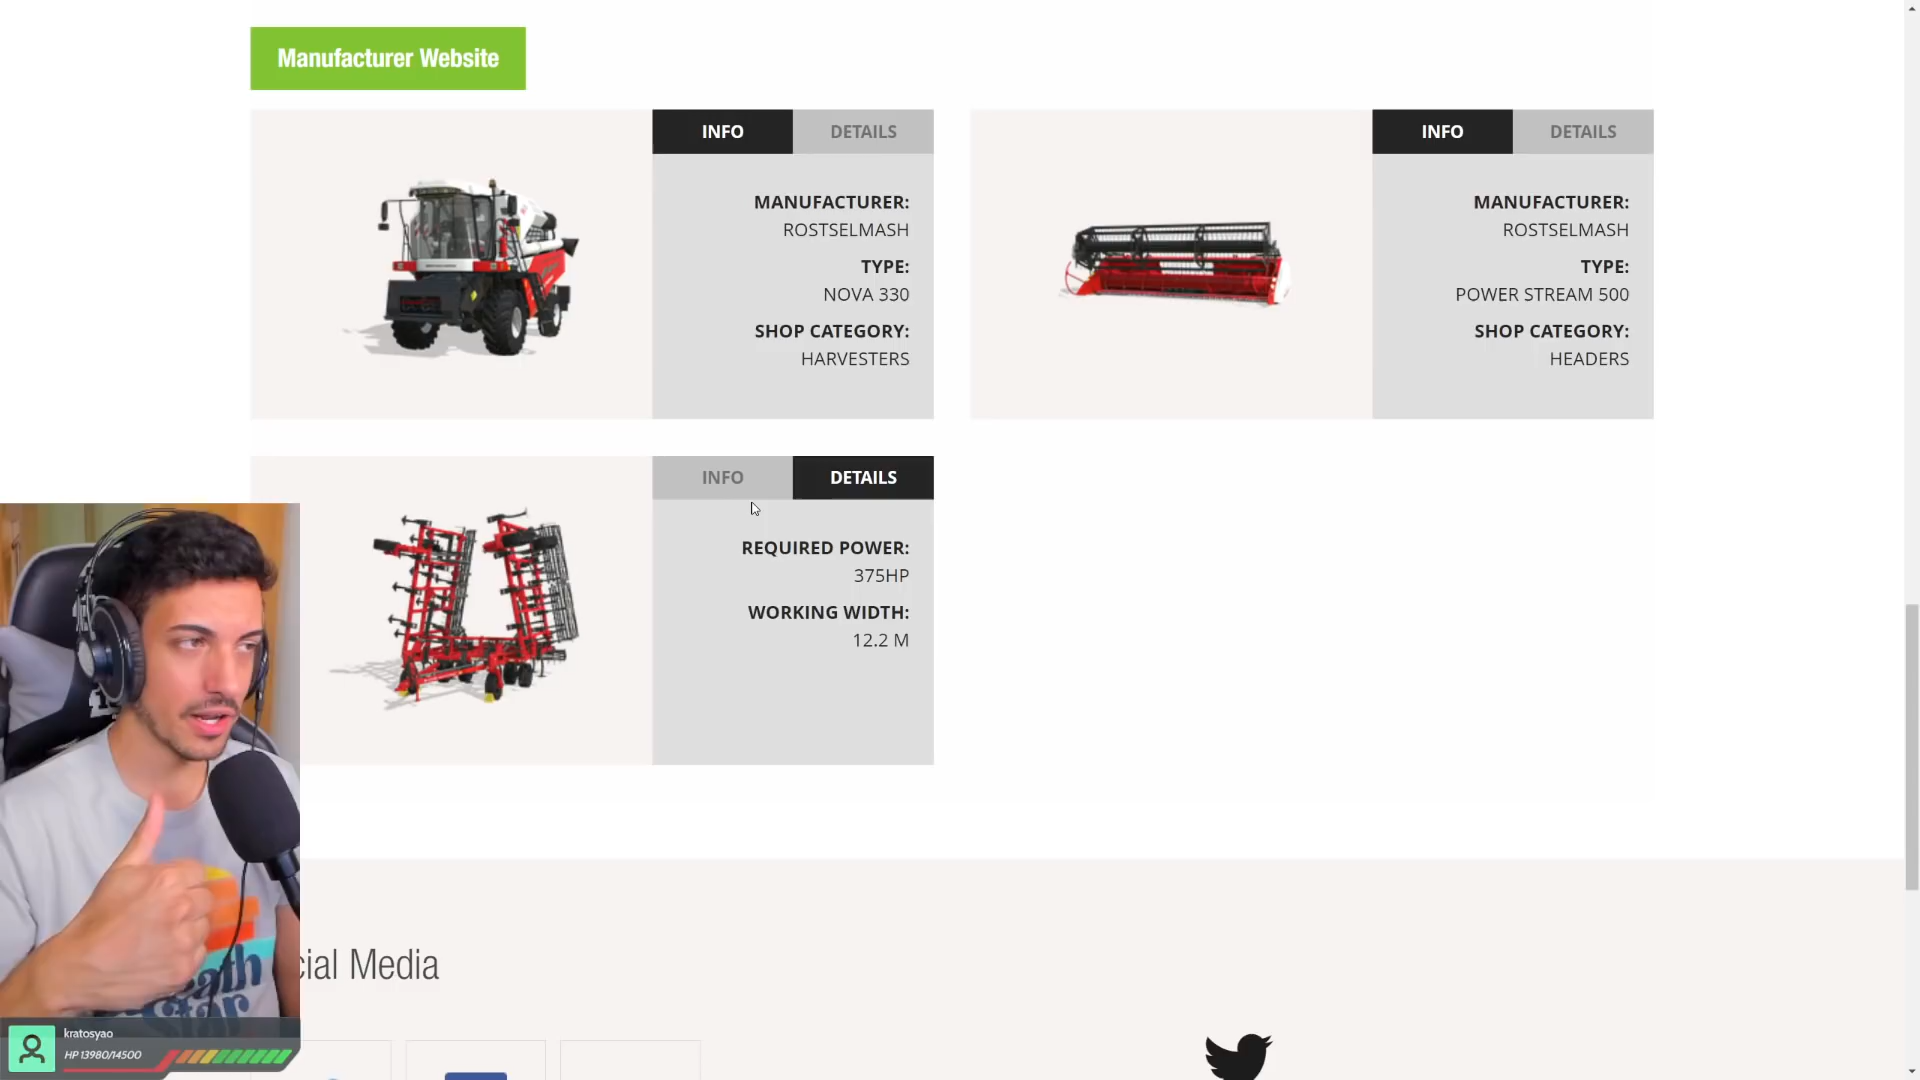 Manufacturer Website
INFO
DETAILS
MANUFACTURER:
ROSTSELMASH
TYPE:
NOVA 330
SHOP CATEGORY:
HARVESTERS
INFO
DETAILS
MANUFACTURER:
ROSTSELMASH
TYPE:
POWER STREAM 500
SHOP CATEGORY:
HEADERS
INFO
DETAILS
REQUIRED POWER:
375HP
WORKING WIDTH:
12.2 M
cial Media
kratosyao
HP 13980/14500